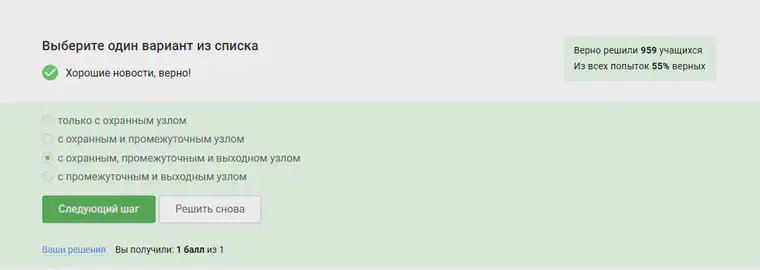 Выберите один вариант из списка
Верно решили 959 учащихся
Из всех попыток 55% верных
Хорошие новости, верно!
только с охранным узлом
с охранным и промежуточным узлом
с охранным, промежуточным и выходном узлом
с промежуточным и выходным узлом
Следующий шаг
Решить снова
Ваши решения Вы получили: 1 балл из 1